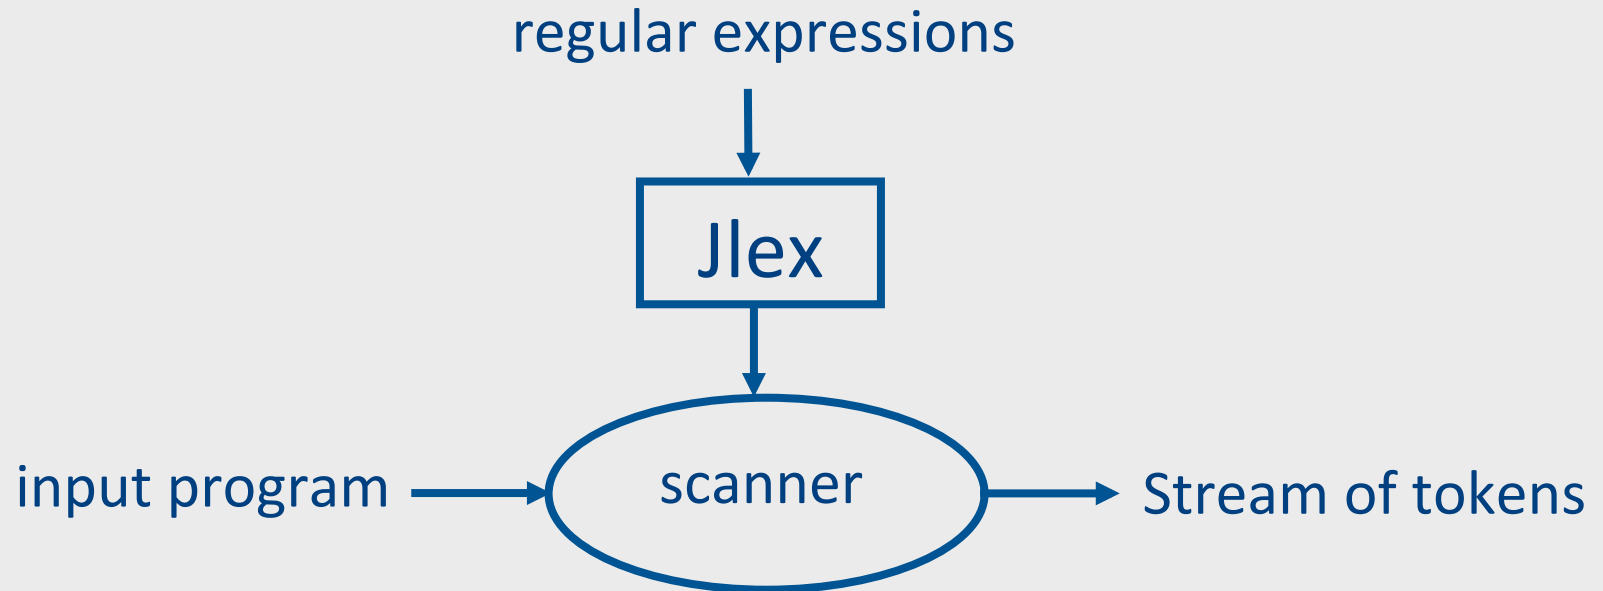 regular expressions
Jlex
input program
scanner
Stream of tokens